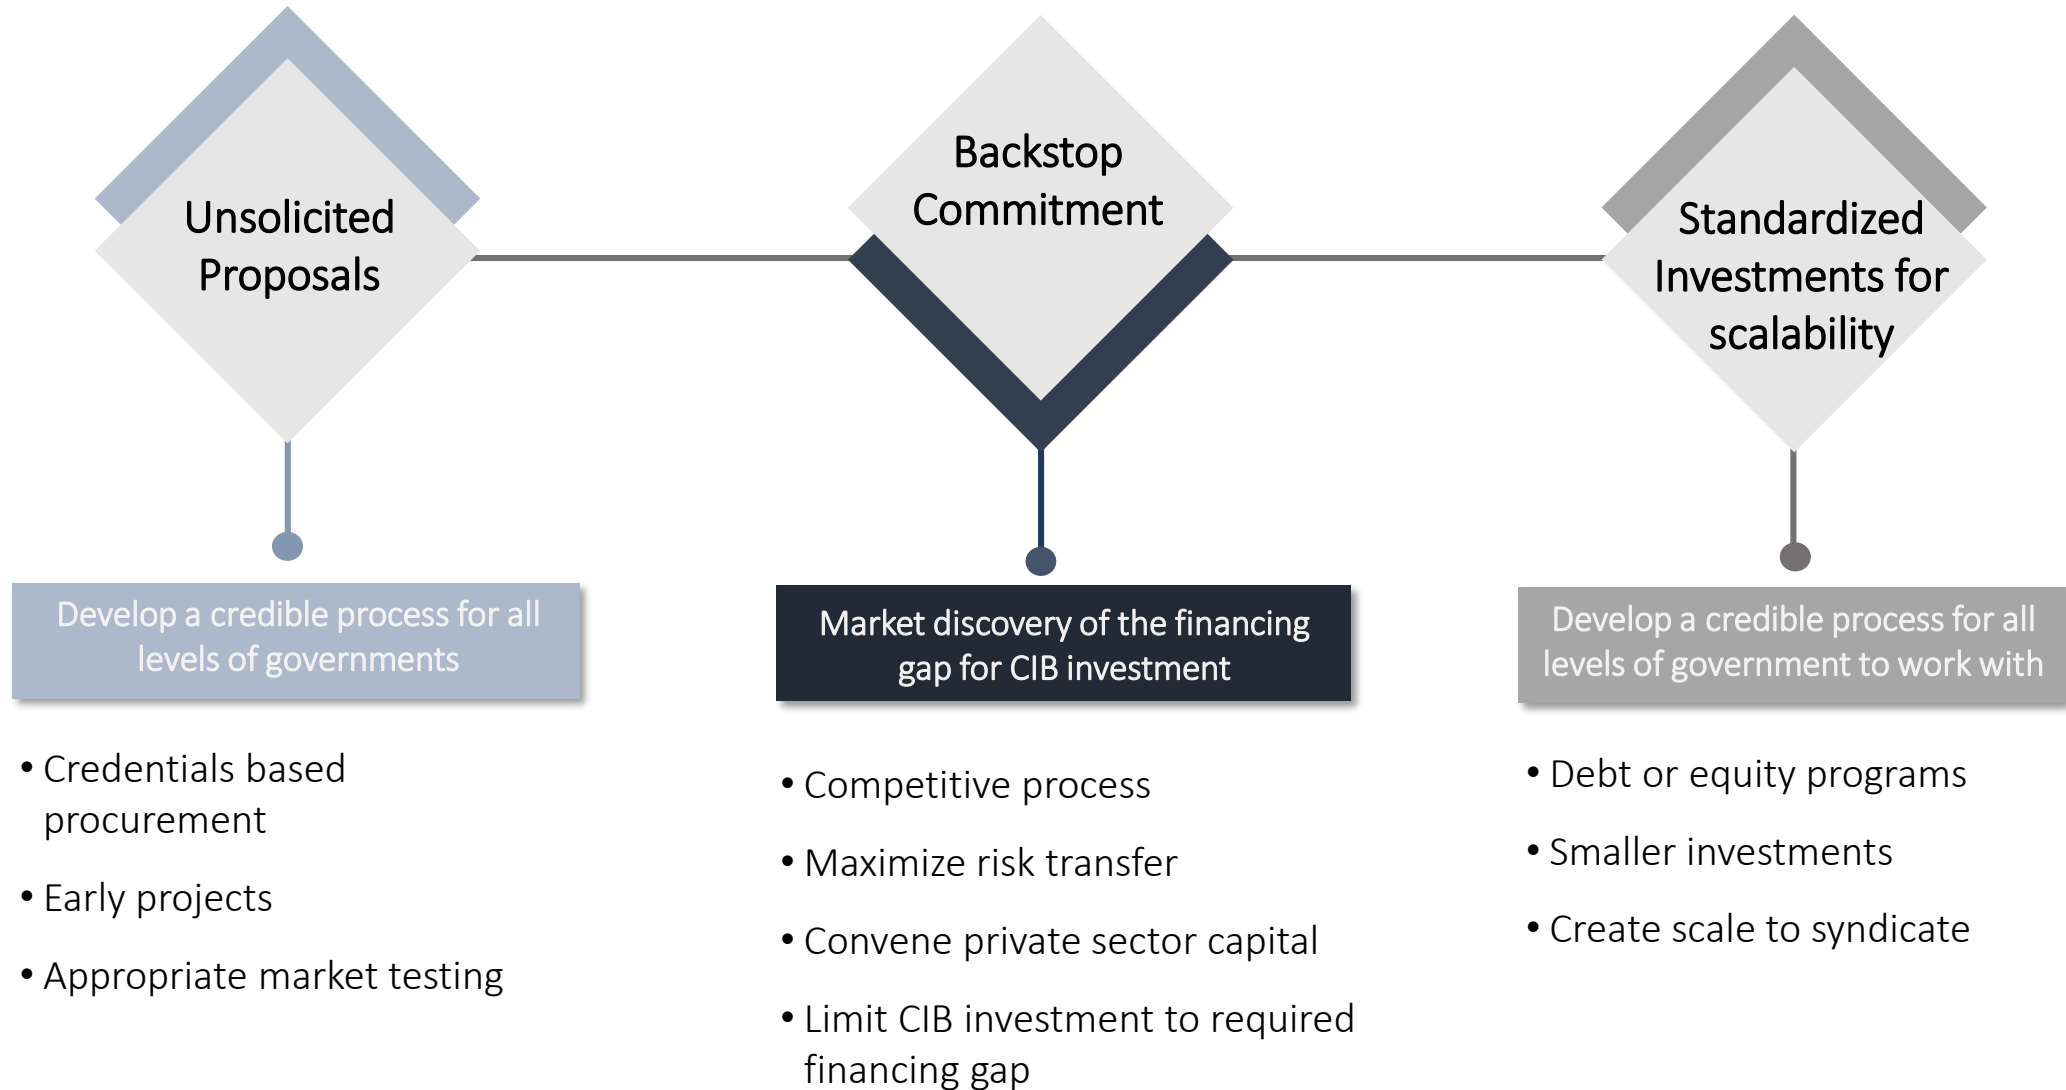 Unsolicited
Proposals
Backstop
Commitment
Standardized
Investments for
scalability
Develop a credible process for all
levels of governments
• Credentials based
procurement
• Early projects
• Appropriate market testing
Market discovery of the financing
gap for CIB investment
• Competitive process
• Maximize risk transfer
• Convene private sector capital
• Limit CIB investment to required
financing gap
Develop a credible process for all
levels of government to work with
• Debt or equity programs
• Smaller investments
• Create scale to syndicate